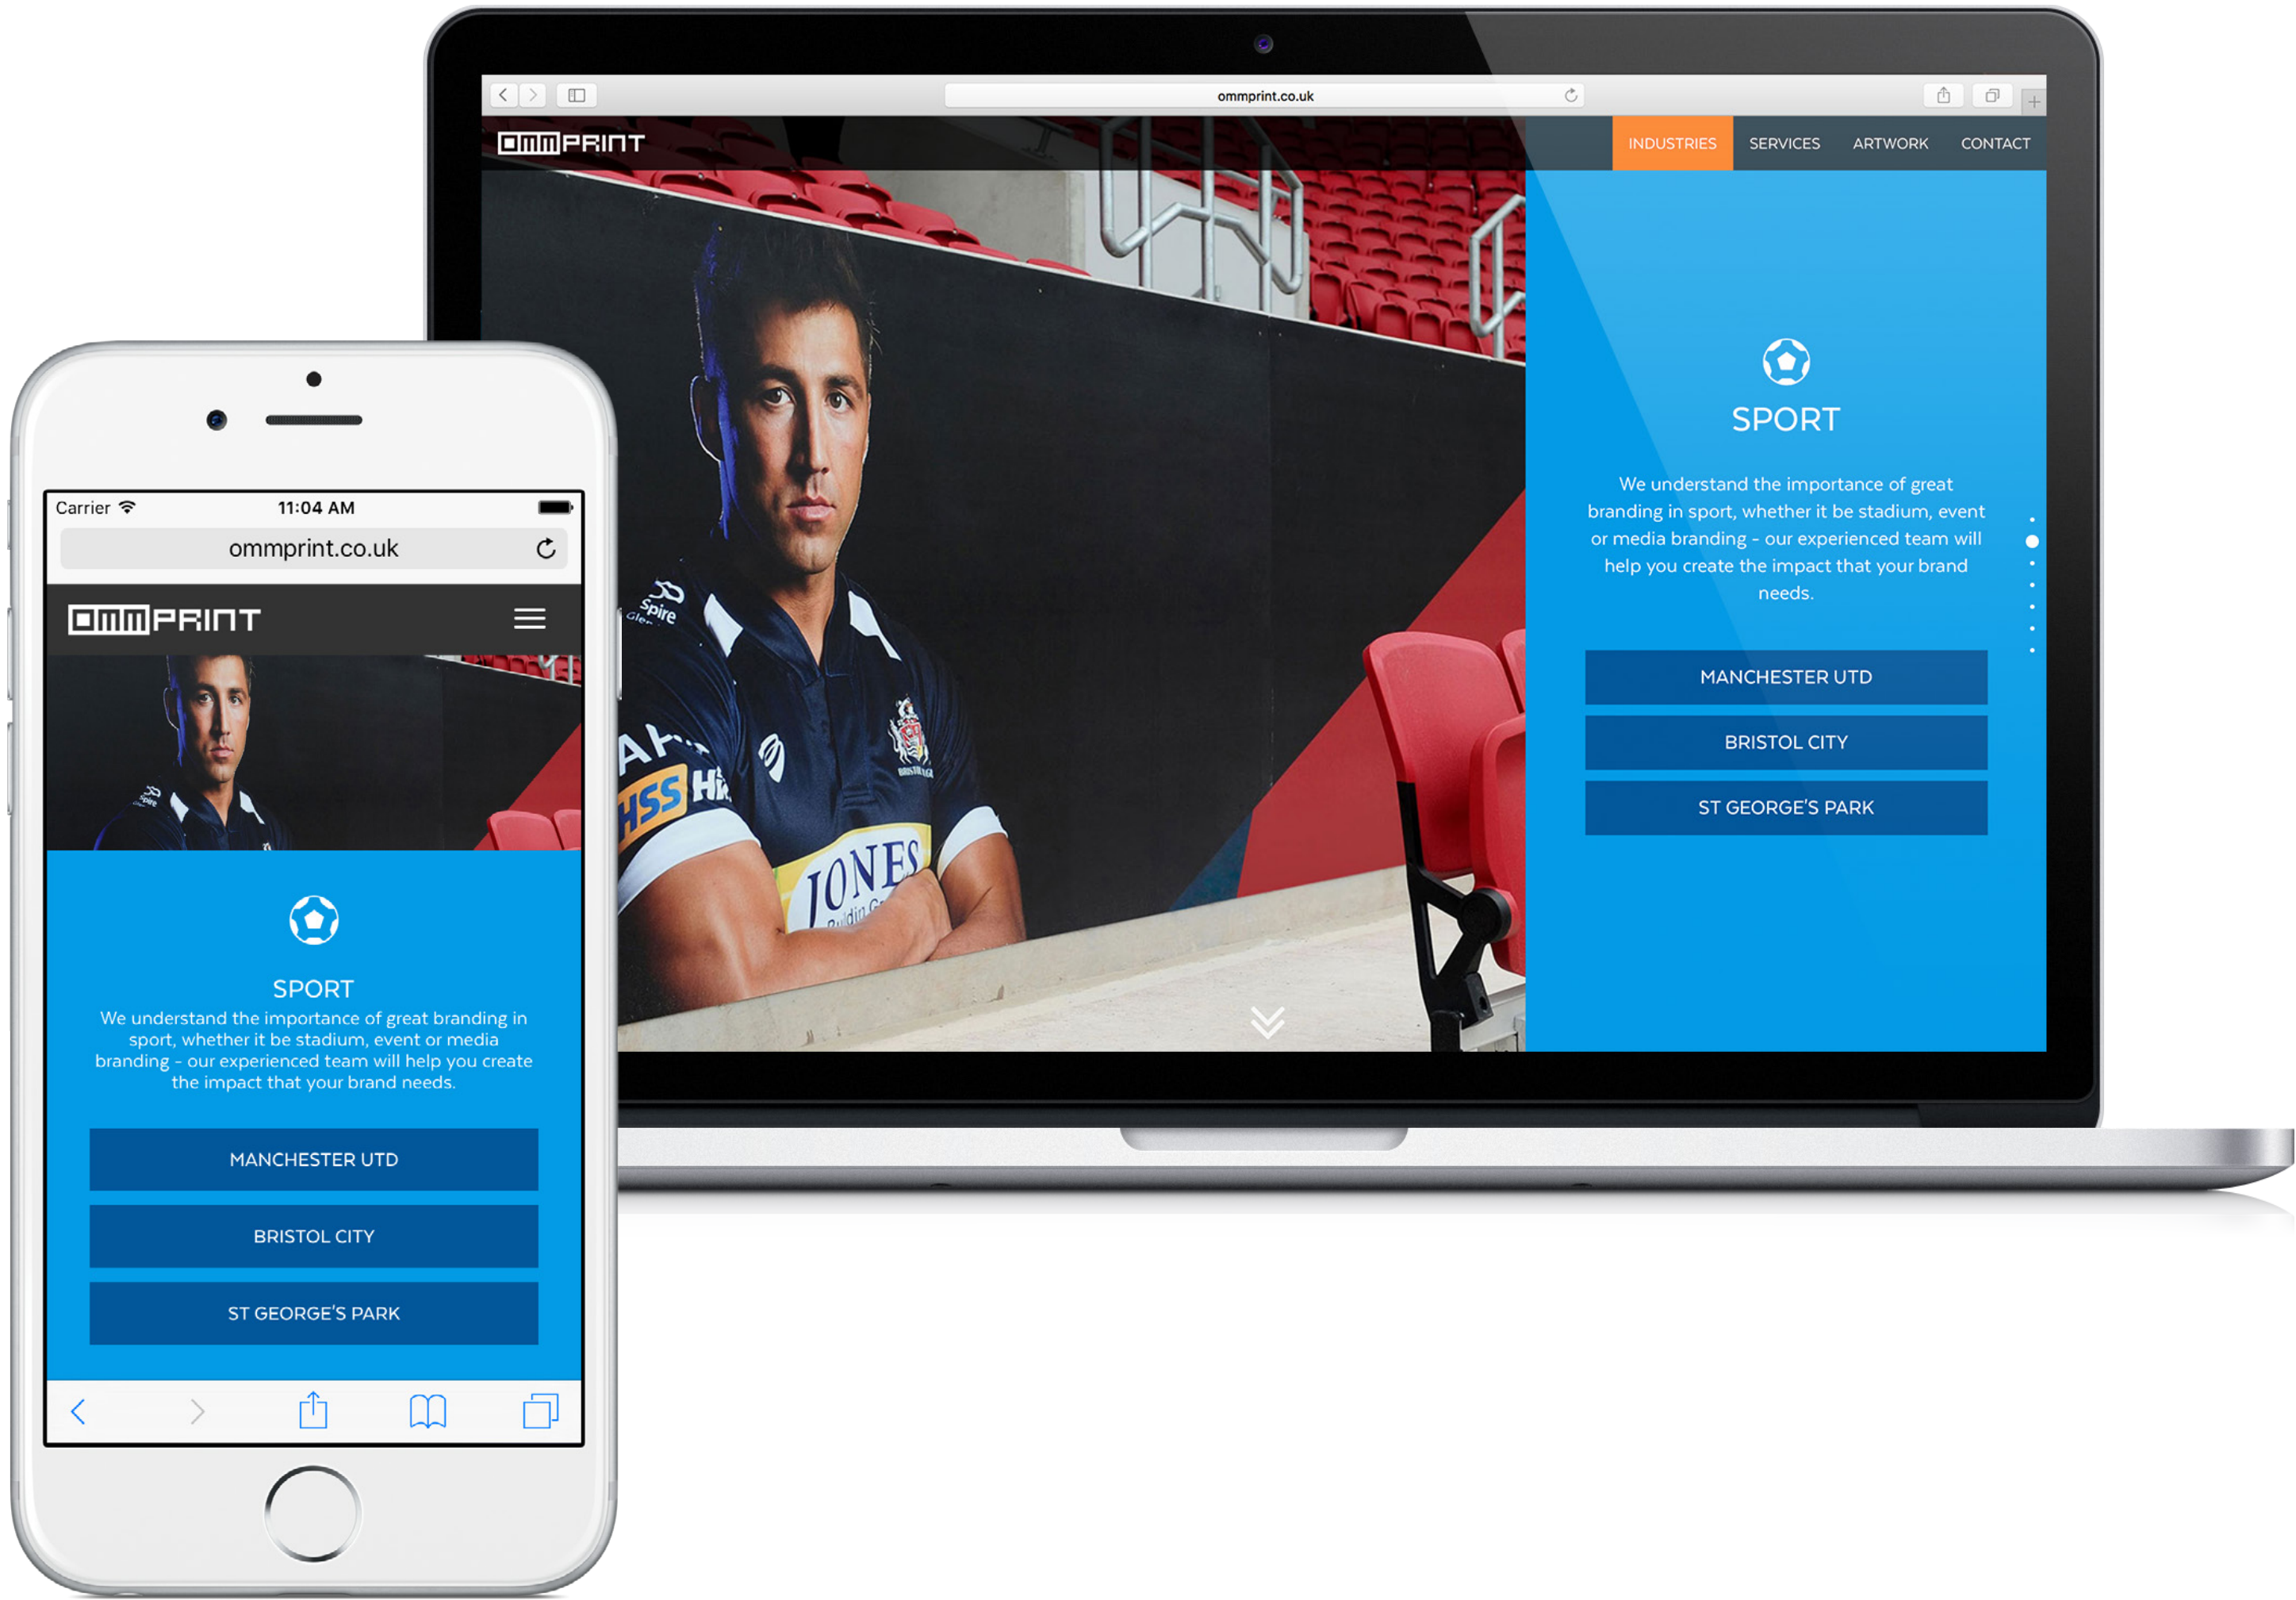 ommprint.co.uk
OMMPRINT
INDUSTRIES SERVICES ARTWORK CONTACT
SPORT
We understand the importance of great
branding in sport, whether it be stadium, event
or media branding - our experienced team will
help you create the impact that your brand
needs.
MANCHESTER UTD
BRISTOL CITY
ST GEORGE'S PARK
Spire
HSS
JONES
Carrier 11:04 AM
ommprint.co.uk
OMMPRINT
Spire
SPORT
We understand the importance of great branding in
sport, whether it be stadium, event or media
branding - our experienced team will help you create
the impact that your brand needs.
MANCHESTER UTD
BRISTOL CITY
ST GEORGE'S PARK